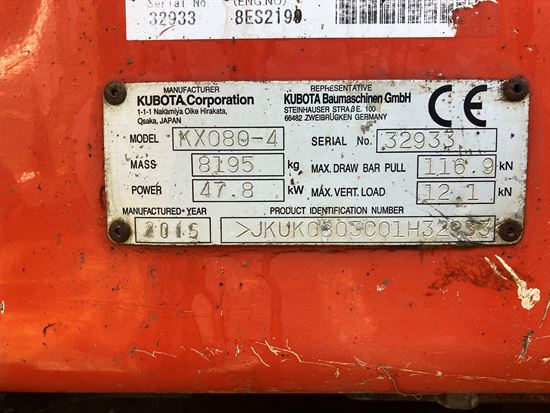 Serial No. (ENG.NO)
32933 8ES2199
MANUFACTURER
KUBOTA Corporation
1-1-1 Nakamiya Oike Hirakata,
Osaka, JAPAN
REPRESENTATIVE
KUBOTA Baumaschinen GmbH
STEINHAUSER STRAßE. 100
66482 ZWEIBRÜCKEN GERMANY
CE
MODEL KX080-4 SERIAL No. 32933
MASS 8195 kg MAX.DRAW BAR PULL 116.9 kN
POWER 47.8 kW MÁX.VERT.LOAD 12.1 kN
MANUFACTURED·YEAR PRODUCT IDENTIFICATION NUMBER
2015 >JKUK0803C01H32933